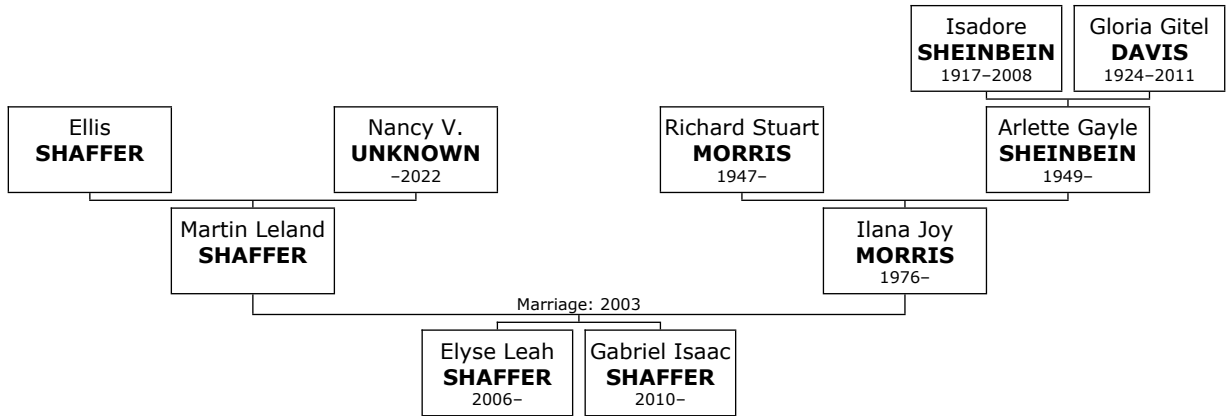 Isadore
SHEINBEIN
1917–2008
Gloria Gitel
DAVIS
1924–2011
Ellis
SHAFFER
Nancy V.
UNKNOWN
–2022
Richard Stuart
MORRIS
1947–
Arlette Gayle
SHEINBEIN
1949–
Martin Leland
SHAFFER
Ilana Joy
MORRIS
1976–
Marriage: 2003
Elyse Leah
SHAFFER
2006–
Gabriel Isaac
SHAFFER
2010–